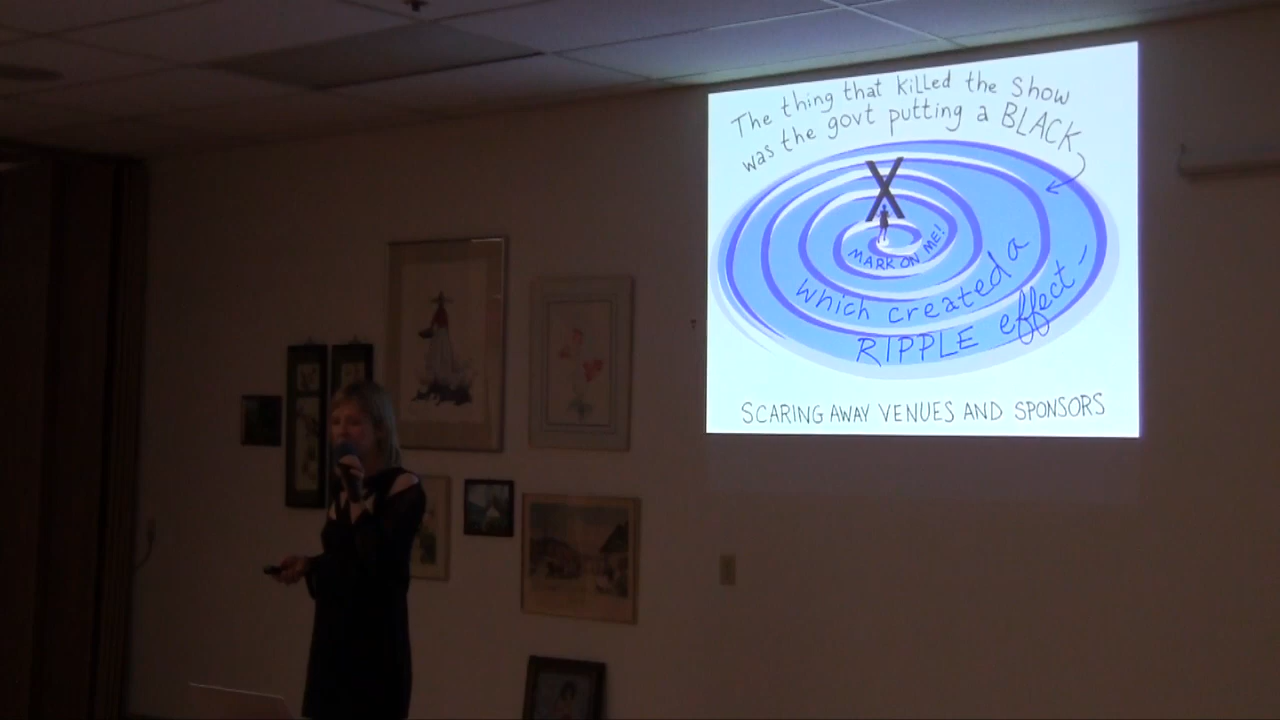 The thing that killed the Show
was the govt putting a BLACK
X
MARK ON ME!
which created a
RIPPLE effect -
SCARING AWAY VENUES AND SPONSORS